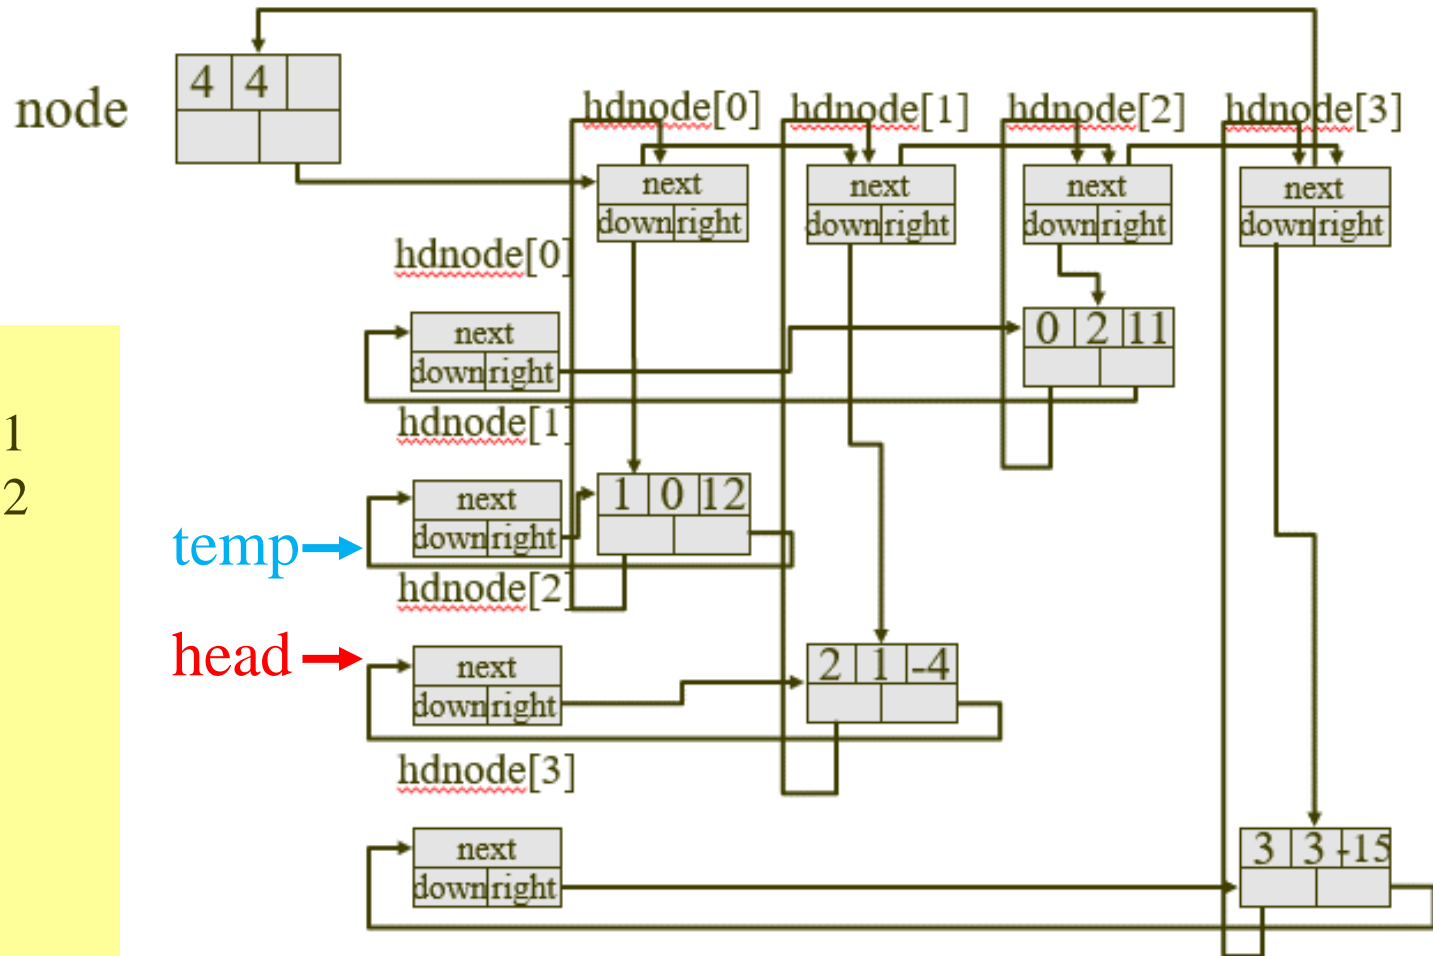 4 4
node
hdnode[0] hdnode[1] hdnode[2] hdnode[3]
next next next next
down right down right down right down right
hdnode[0]
next 0 2 11
down right
hdnode[1]
1
next 1 0 12
2
down right
temp
hdnode[2]
head
next 2 1 -4
down right
hdnode[3]
next 3 3 -15
down right